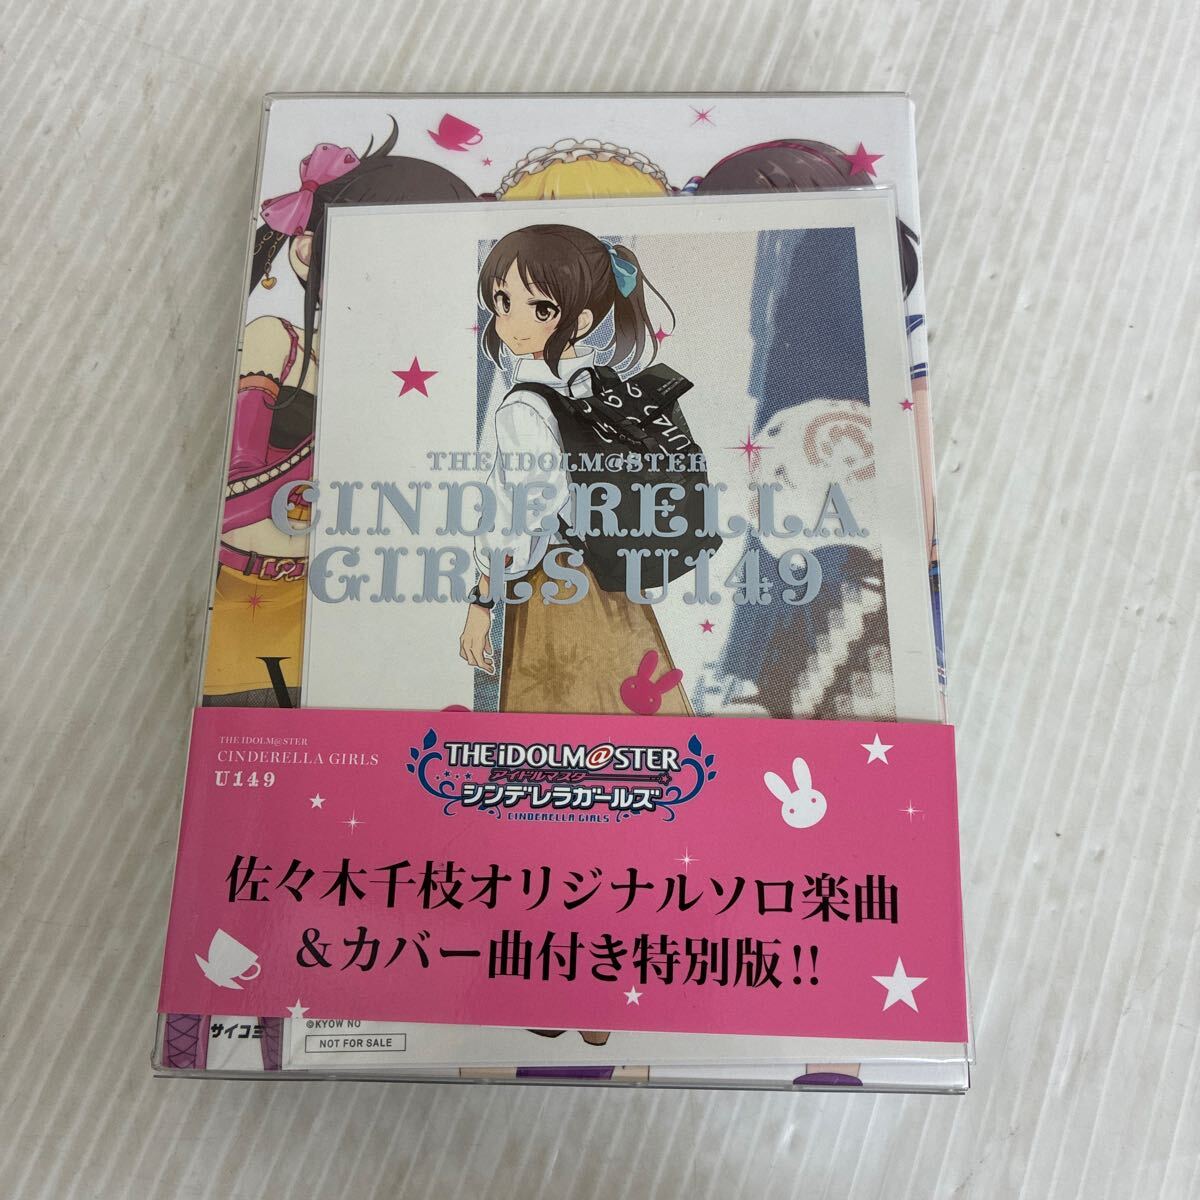 THE IDOLM@STER
CINDERELLA
GIRLS U149
U149
THE IDOLM@STER
CINDERELLA GIRLS
U149
THE iDOLM@STER
アイドルマスター
シンデレラガールズ
CINDERELLA GIRLS
佐々木千枝オリジナルソロ楽曲
&カバー曲付き特別版!!
サイコミ
©KYOW NO
NOT FOR SALE